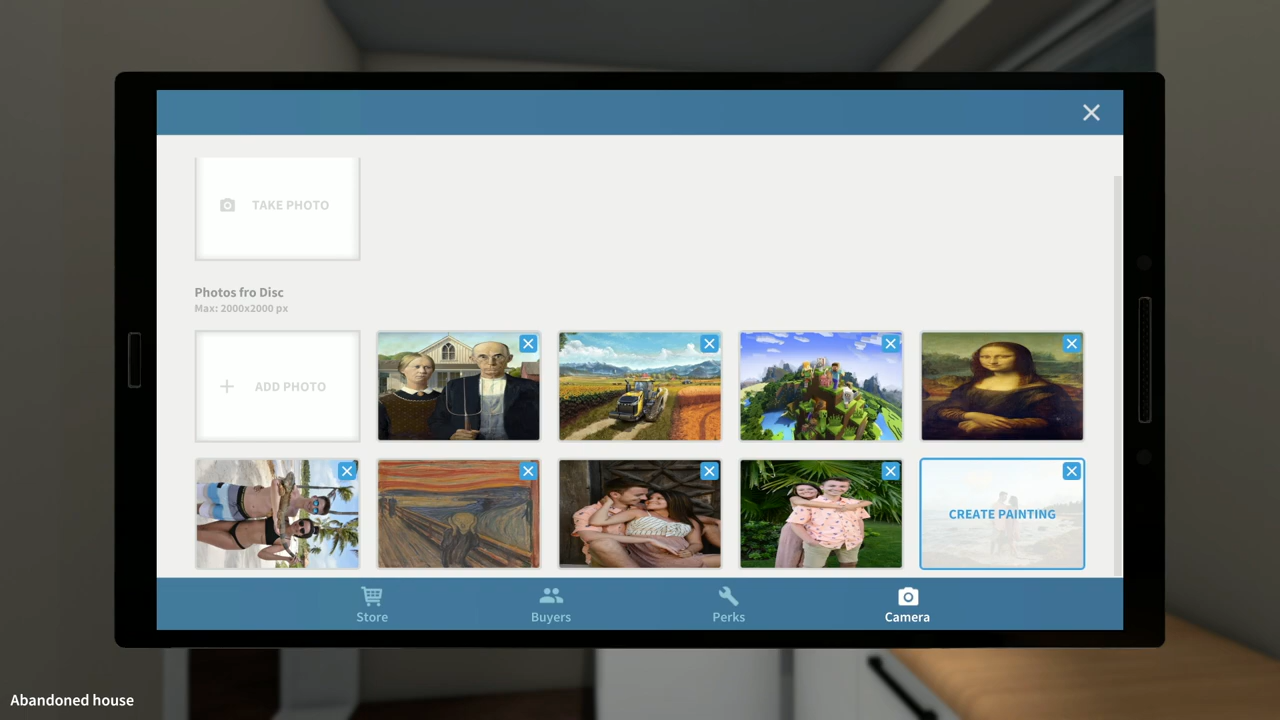 TAKE PHOTO
Photos fro Disc
Max: 2000x2000 px
ADD PHOTO
CREATE PAINTING
Store
Buyers
Perks
Camera
Abandoned house